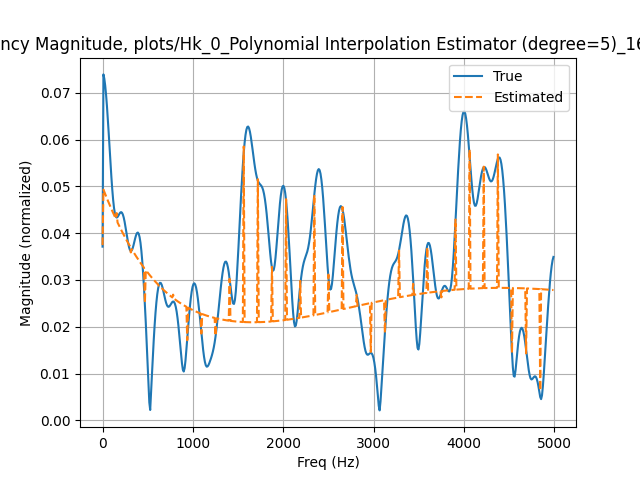 ncy Magnitude, plots/Hk_0_Polynomial Interpolation Estimator (degree=5)_16
True
Estimated
Magnitude (normalized)
0.07
0.06
0.05
0.04
0.03
0.02
0.01
0.00
0
1000
2000
3000
4000
5000
Freq (Hz)